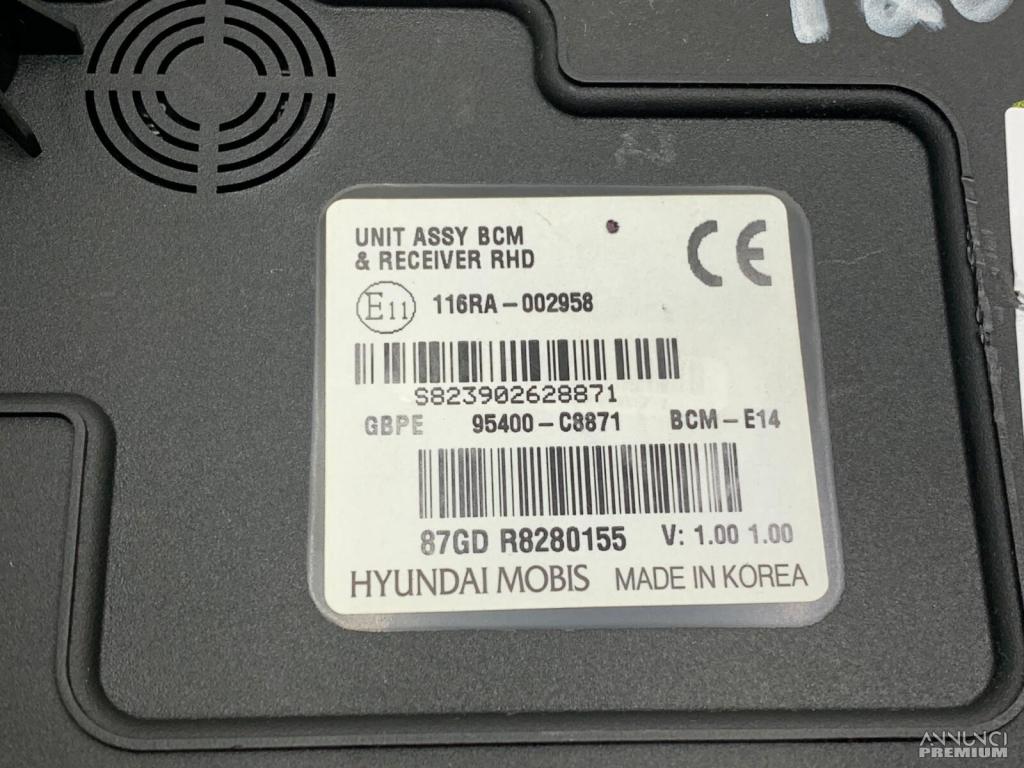 UNIT ASSY BCM
& RECEIVER RHD
CE
E11 116RA-002958
S823902628871
GBPE 95400-C8871 BCM-E14
87GD R8280155 V: 1.00 1.00
HYUNDAI MOBIS MADE IN KOREA
ANNUNCI
PREMIUM